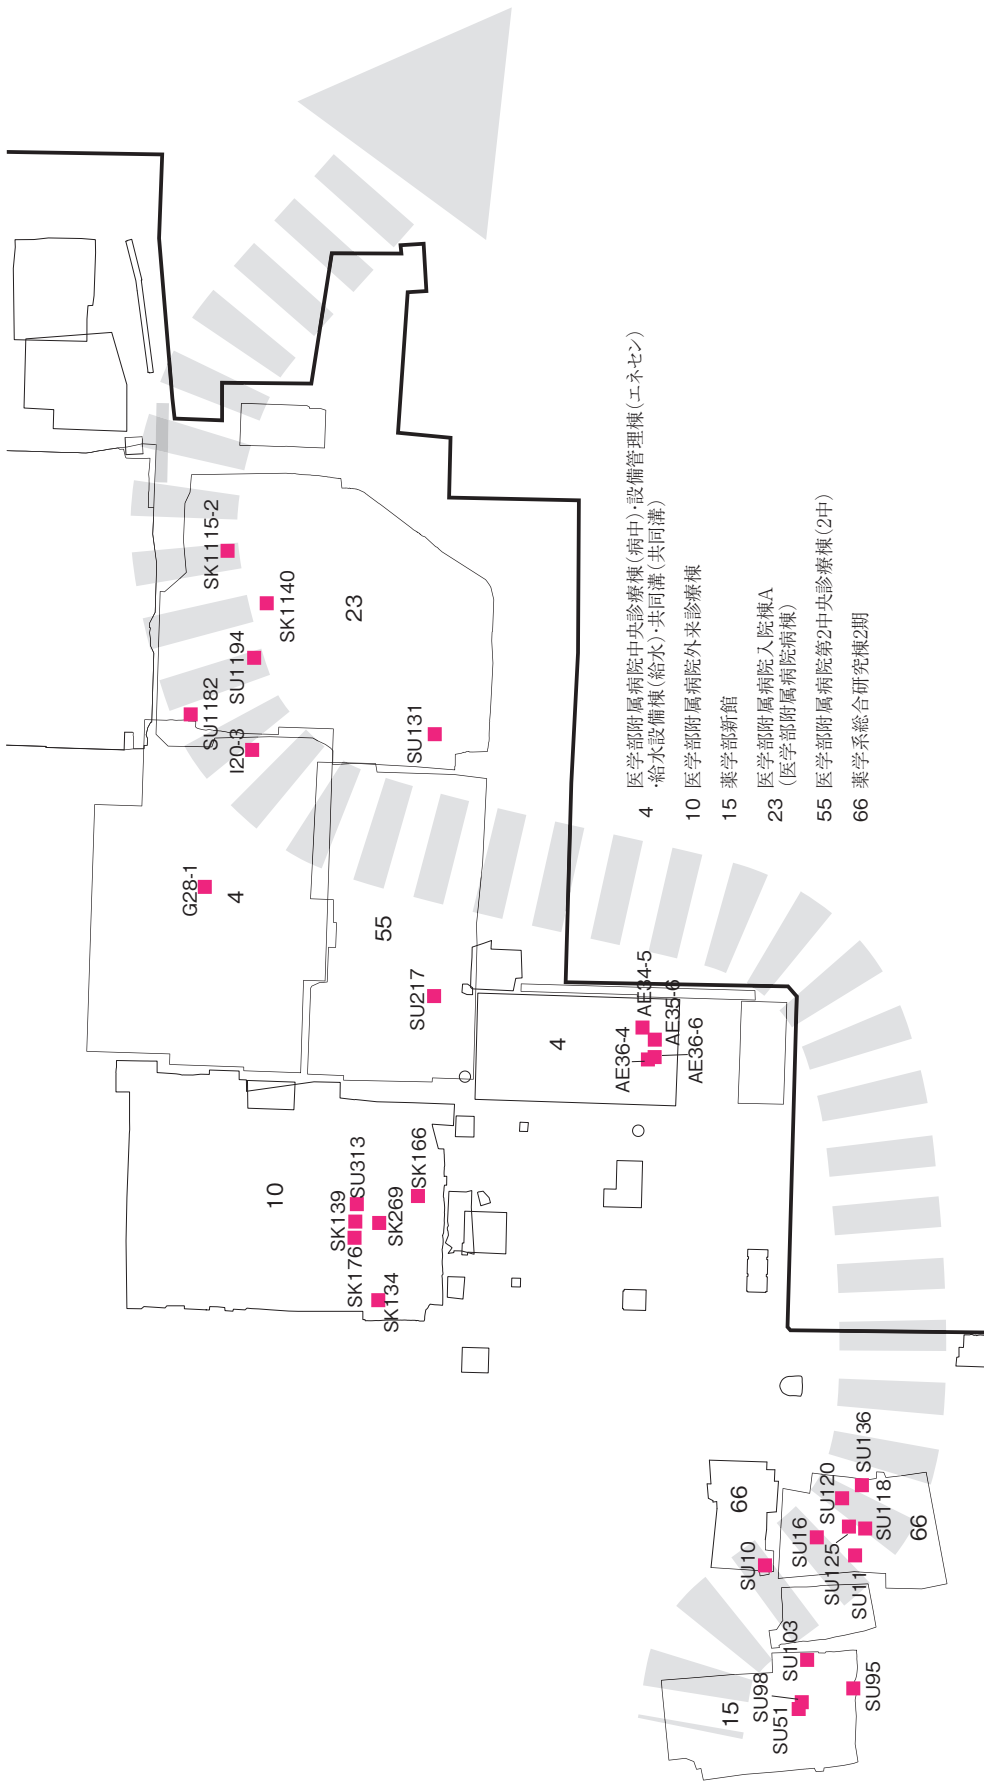 SK1115-2
SK1140
23
SU1194
SU1182
I20-3
SU131
G28-1
4
55
SU217
4
AE34-5
AE35-6
AE36-4
AE36-6
10
SK139
SU313
SK166
SK176
SK269
SK134
66
SU10
SU16
SU120
SU136
SU125
SU118
SU11
66
15
SU103
SU98
SU51
SU95
4 医学部附属病院中央診療棟(病中)・設備管理棟(エネセン)
・給水設備棟(給水)・共同溝(共同溝)
10 医学部附属病院外来診療棟
15 薬学部新館
23 医学部附属病院入院棟A
(医学部附属病院病棟)
55 医学部附属病院第2中央診療棟(2中)
66 薬学系総合研究棟2期